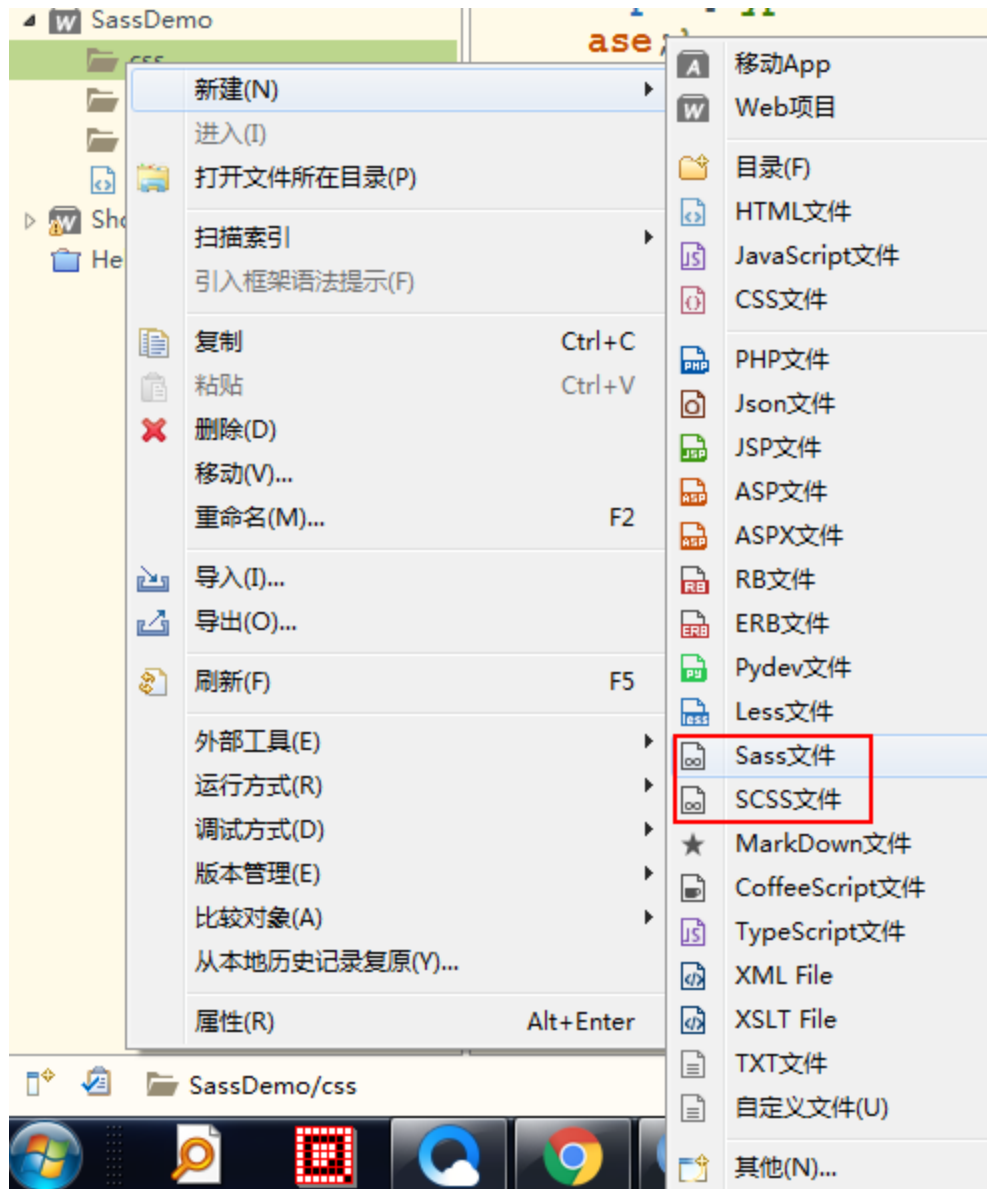 SassDemo
ase;}
css
Sho
He
新建(N)
进入(I)
打开文件所在目录(P)
扫描索引
引入框架语法提示(F)
复制 Ctrl+C
粘贴 Ctrl+V
删除(D)
移动(V)...
重命名(M)... F2
导入(I)...
导出(O)...
刷新(F) F5
外部工具(E)
运行方式(R)
调试方式(D)
版本管理(E)
比较对象(A)
从本地历史记录复原(Y)...
属性(R) Alt+Enter
移动App
Web项目
目录(F)
HTML文件
JavaScript文件
CSS文件
PHP文件
Json文件
JSP文件
ASP文件
ASPX文件
RB文件
ERB文件
Pydev文件
Less文件
Sass文件
SCSS文件
MarkDown文件
CoffeeScript文件
TypeScript文件
XML File
XSLT File
TXT文件
自定义文件(U)
其他(N)...
SassDemo/css